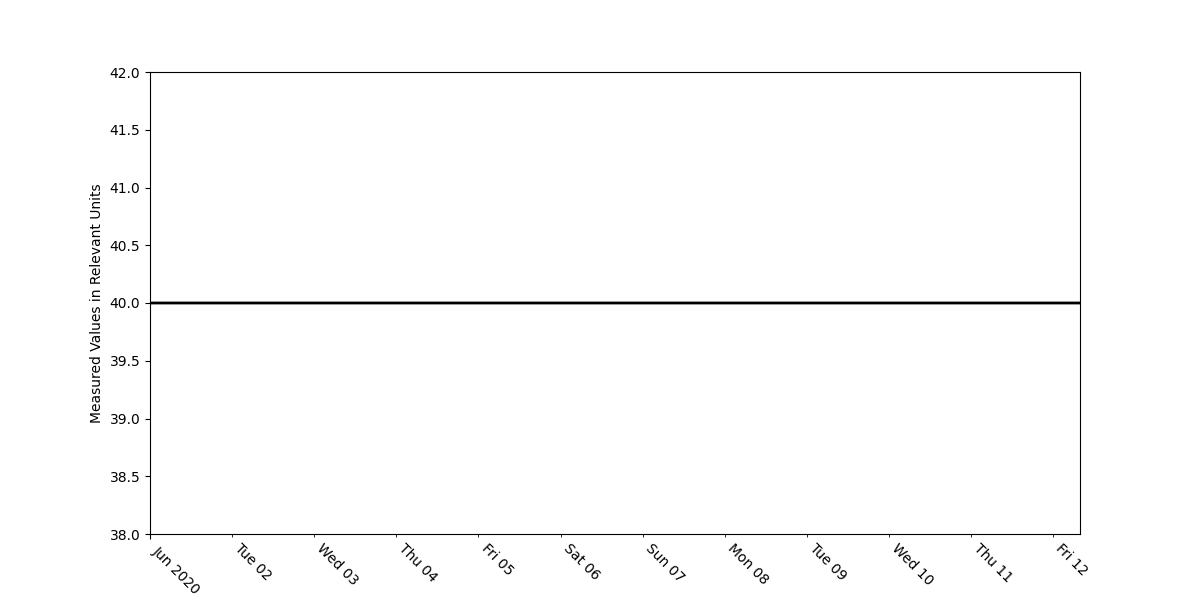 42.0
41.5
41.0
40.5
40.0
39.5
39.0
38.5
38.0
Measured Values in Relevant Units
Jun 2020
Tue 02
Wed 03
Thu 04
Fri 05
Sat 06
Sun 07
Mon 08
Tue 09
Wed 10
Thu 11
Fri 12